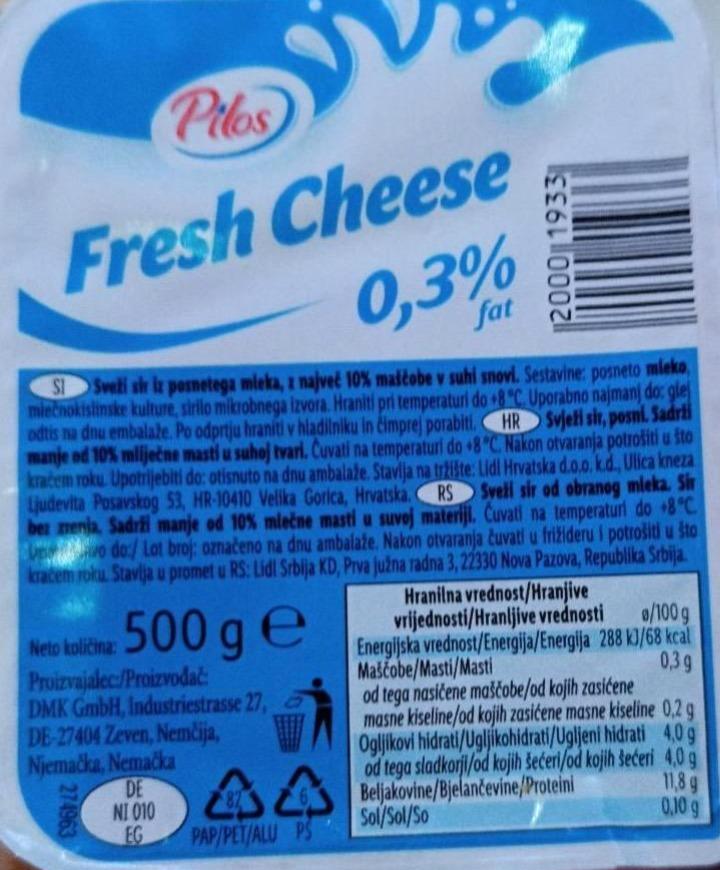 Pilos
Fresh Cheese
0,3%
fat
2000 1933
SI Sveži sir iz posnetega mleka, z največ 10% maščobe v suhi snovi. Sestavine: posneto mleko,
mlečnokislinske kulture, sirilo mikrobnega izvora. Hraniti pri temperaturi do +8 °C. Uporabno najmanj do: glej
odtis na dnu embalaže. Po odprtju hraniti v hladilniku in čimprej porabiti. HR Svježi sir, posni. Sadrži
manje od 10% mliječne masti u suhoj tvari. Čuvati na temperaturi do +8 °C. Nakon otvaranja potrošiti u što
kraćem roku. Upotrijebiti do: otisnuto na dnu ambalaže. Stavlja na tržište: Lidl Hrvatska d.o.o. k.d., Ulica kneza
Ljudevita Posavskog 53, HR-10410 Velika Gorica, Hrvatska. RS Sveži sir od obranog mleka. Sir
bez zrenja. Sadrži manje od 10% mlečne masti u suvoj materiji. Čuvati na temperaturi do +8 °C.
do:/ Lot broj: označeno na dnu ambalaže. Nakon otvaranja čuvati u frižideru i potrošiti u što
kraćem roku. Stavlja u promet u RS: Lidl Srbija KD, Prva južna radna 3, 22330 Nova Pazova, Republika Srbija.
Neto količina: 500 g e
Proizvajalec:/Proizvođač:
DMK GmbH, Industriestrasse 27,
DE-27404 Zeven, Nemčija,
Njemačka, Nemačka
274963
DE
NI 010
EG
82
PAP/PET/ALU
6
PS
Hranilna vrednost/Hranjive
vrijednosti/Hranljive vrednosti ø/100 g
Energijska vrednost/Energija/Energija 288 kJ/68 kcal
Maščobe/Masti/Masti 0,3 g
od tega nasičene maščobe/od kojih zasićene
masne kiseline/od kojih zasićene masne kiseline 0,2 g
Ogljikovi hidrati/Ugljikohidrati/Ugljeni hidrati 4,0 g
od tega sladkorji/od kojih šećeri/od kojih šećeri 4,0 g
Beljakovine/Bjelančevine/Proteini 11,8 g
Sol/Sol/So 0,10 g